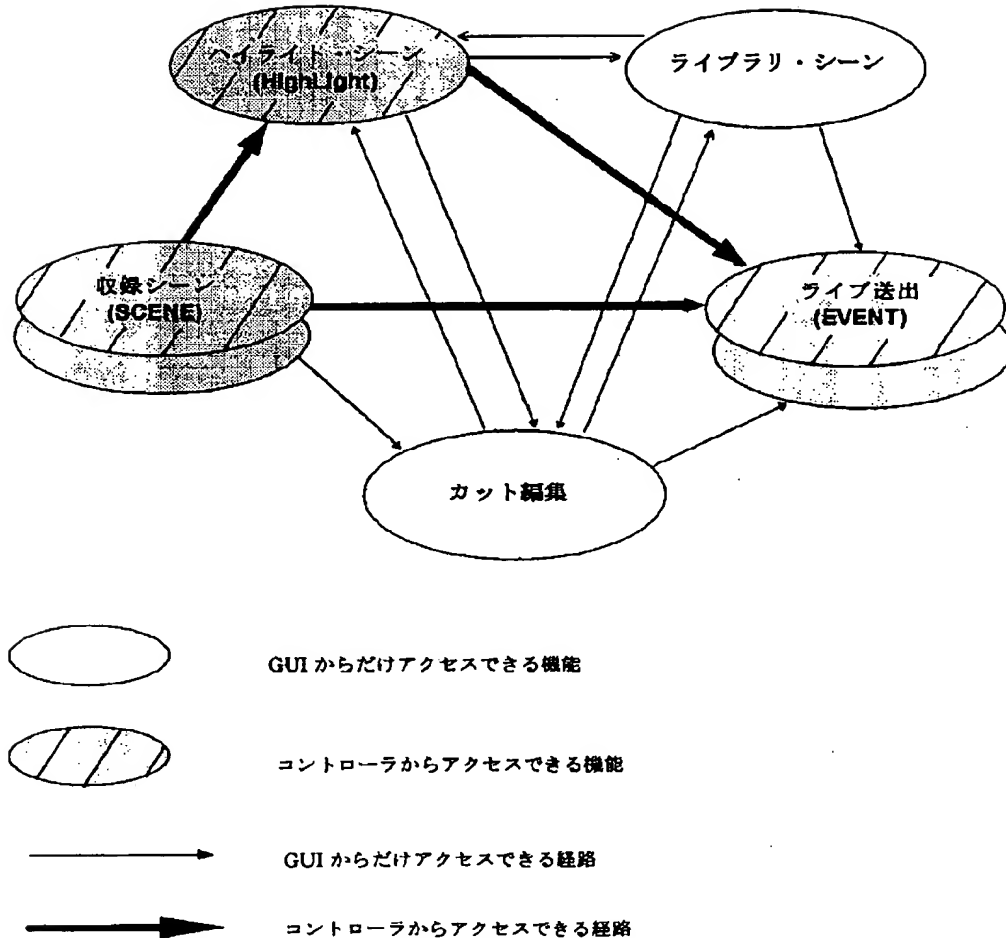 ハイライト・シーン
(HighLight)
ライブラリ・シーン
収録シーン
(SCENE)
ライブ送出
(EVENT)
カット編集
GUI からだけアクセスできる機能
コントローラからアクセスできる機能
GUI からだけアクセスできる経路
コントローラからアクセスできる経路